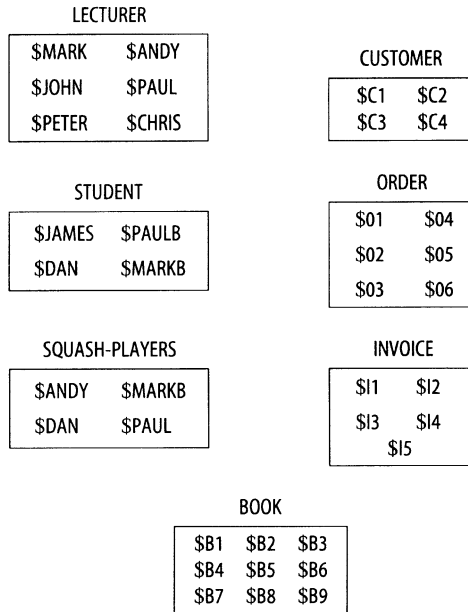 LECTURER
$MARK $ANDY
$JOHN $PAUL
$PETER $CHRIS
STUDENT
$JAMES $PAULB
$DAN $MARKB
SQUASH-PLAYERS
$ANDY $MARKB
$DAN $PAUL
CUSTOMER
$C1 $C2
$C3 $C4
ORDER
$01 $04
$02 $05
$03 $06
INVOICE
$I1 $I2
$I3 $I4
$I5
BOOK
$B1 $B2 $B3
$B4 $B5 $B6
$B7 $B8 $B9